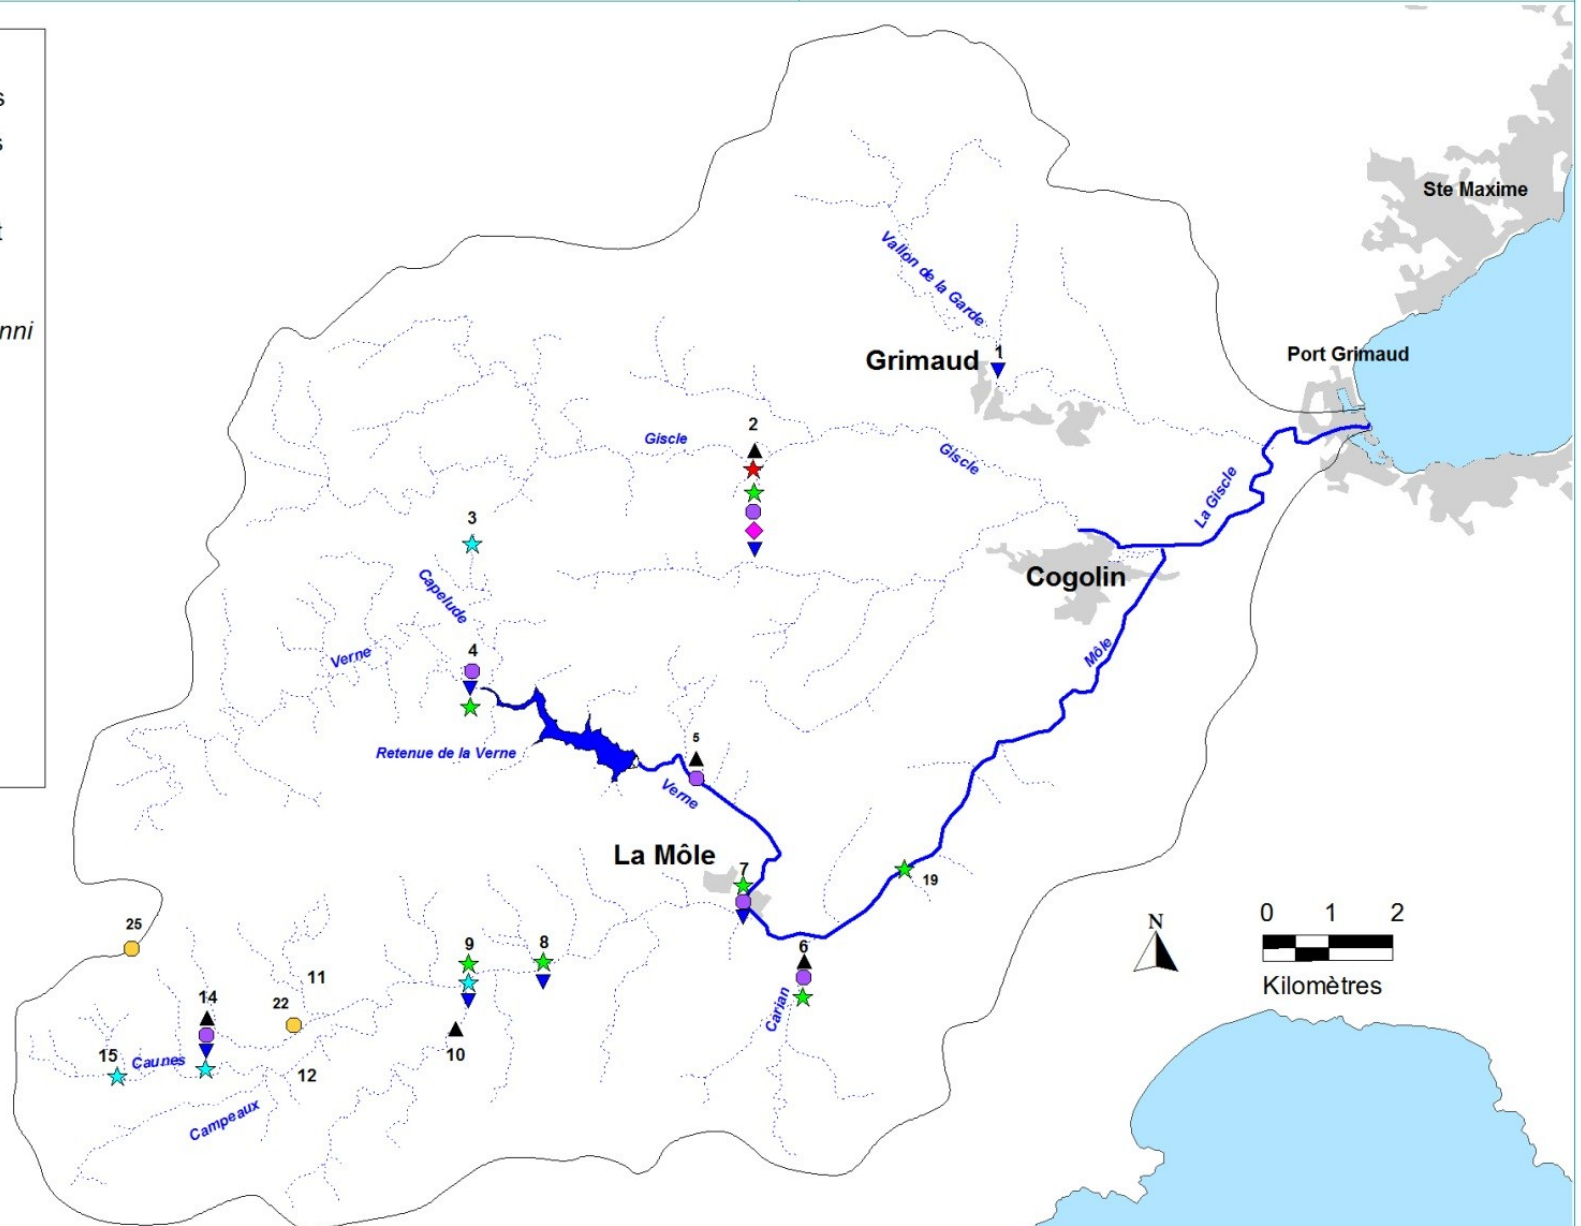 s
s
t
nni
Ste Maxime
Vallon de la Garde
Port Grimaud
Grimaud
1
2
Giscle
Giscle
La Giscle
3
Capelude
Cogolin
Verne
4
Môle
Retenue de la Verne
5
Verne
La Môle
7
19
25
9
8
6
N
0 1 2
Kilomètres
11
14
22
Carian
10
15
Caunes
12
Campeaux